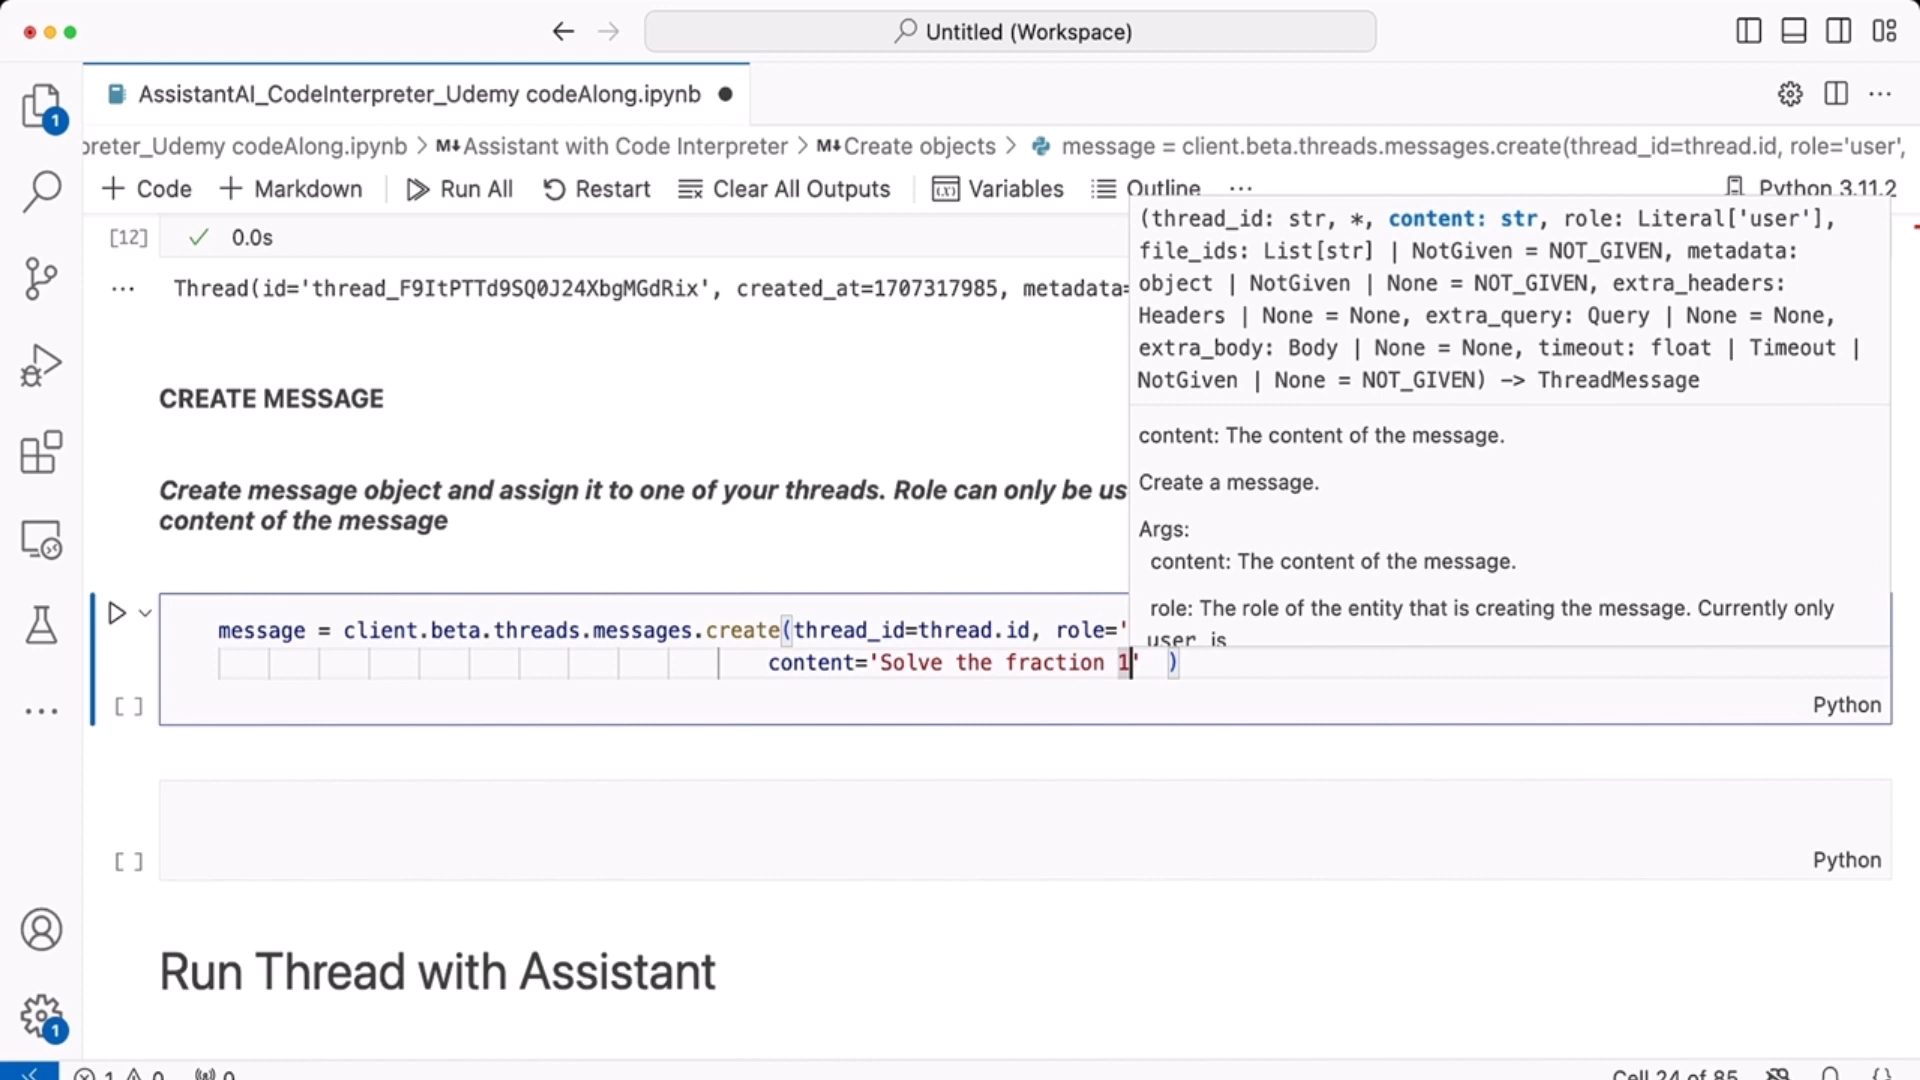 Untitled (Workspace)
1
AssistantAI_CodeInterpreter_Udemy codeAlong.ipynb
preter_Udemy codeAlong.ipynb > M↓Assistant with Code Interpreter > M↓Create objects > message = client.beta.threads.messages.create(thread_id=thread.id, role='user',
+ Code + Markdown Run All Restart Clear All Outputs Variables Outline ... Python 3.11.2
[12] 0.0s
... Thread(id='thread_F9ItPTTd9SQ0J24XbgMGdRix', created_at=1707317985, metadata=
(thread_id: str, *, content: str, role: Literal['user'],
file_ids: List[str] | NotGiven = NOT_GIVEN, metadata:
object | NotGiven | None = NOT_GIVEN, extra_headers:
Headers | None = None, extra_query: Query | None = None,
extra_body: Body | None = None, timeout: float | Timeout |
NotGiven | None = NOT_GIVEN) -> ThreadMessage
content: The content of the message.
Create a message.
Args:
content: The content of the message.
role: The role of the entity that is creating the message. Currently only
user is
CREATE MESSAGE
Create message object and assign it to one of your threads. Role can only be us
content of the message
message = client.beta.threads.messages.create(thread_id=thread.id, role='
content='Solve the fraction 1' )
[ ] Python
[ ] Python
Run Thread with Assistant
1
1 0 0 Cell 24 of 85